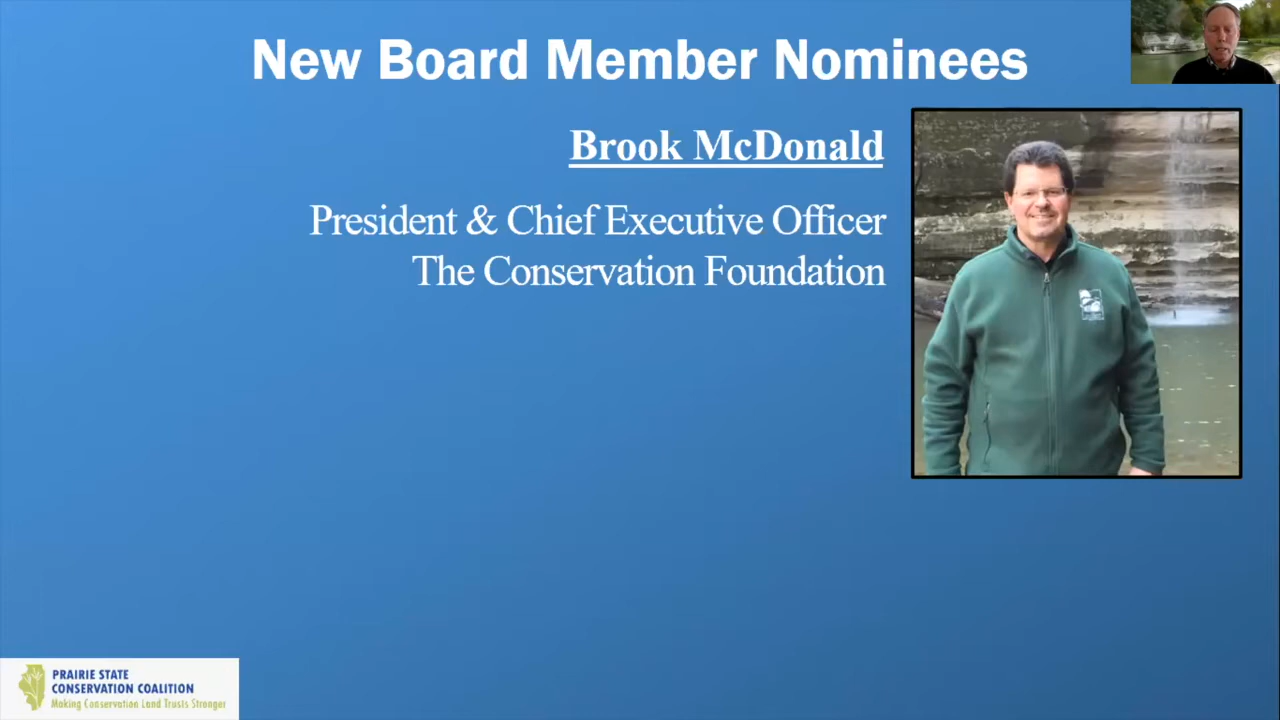 New Board Member Nominees
Brook McDonald
President & Chief Executive Officer
The Conservation Foundation
PRAIRIE STATE
CONSERVATION COALITION
Making Conservation Land Trusts Stronger